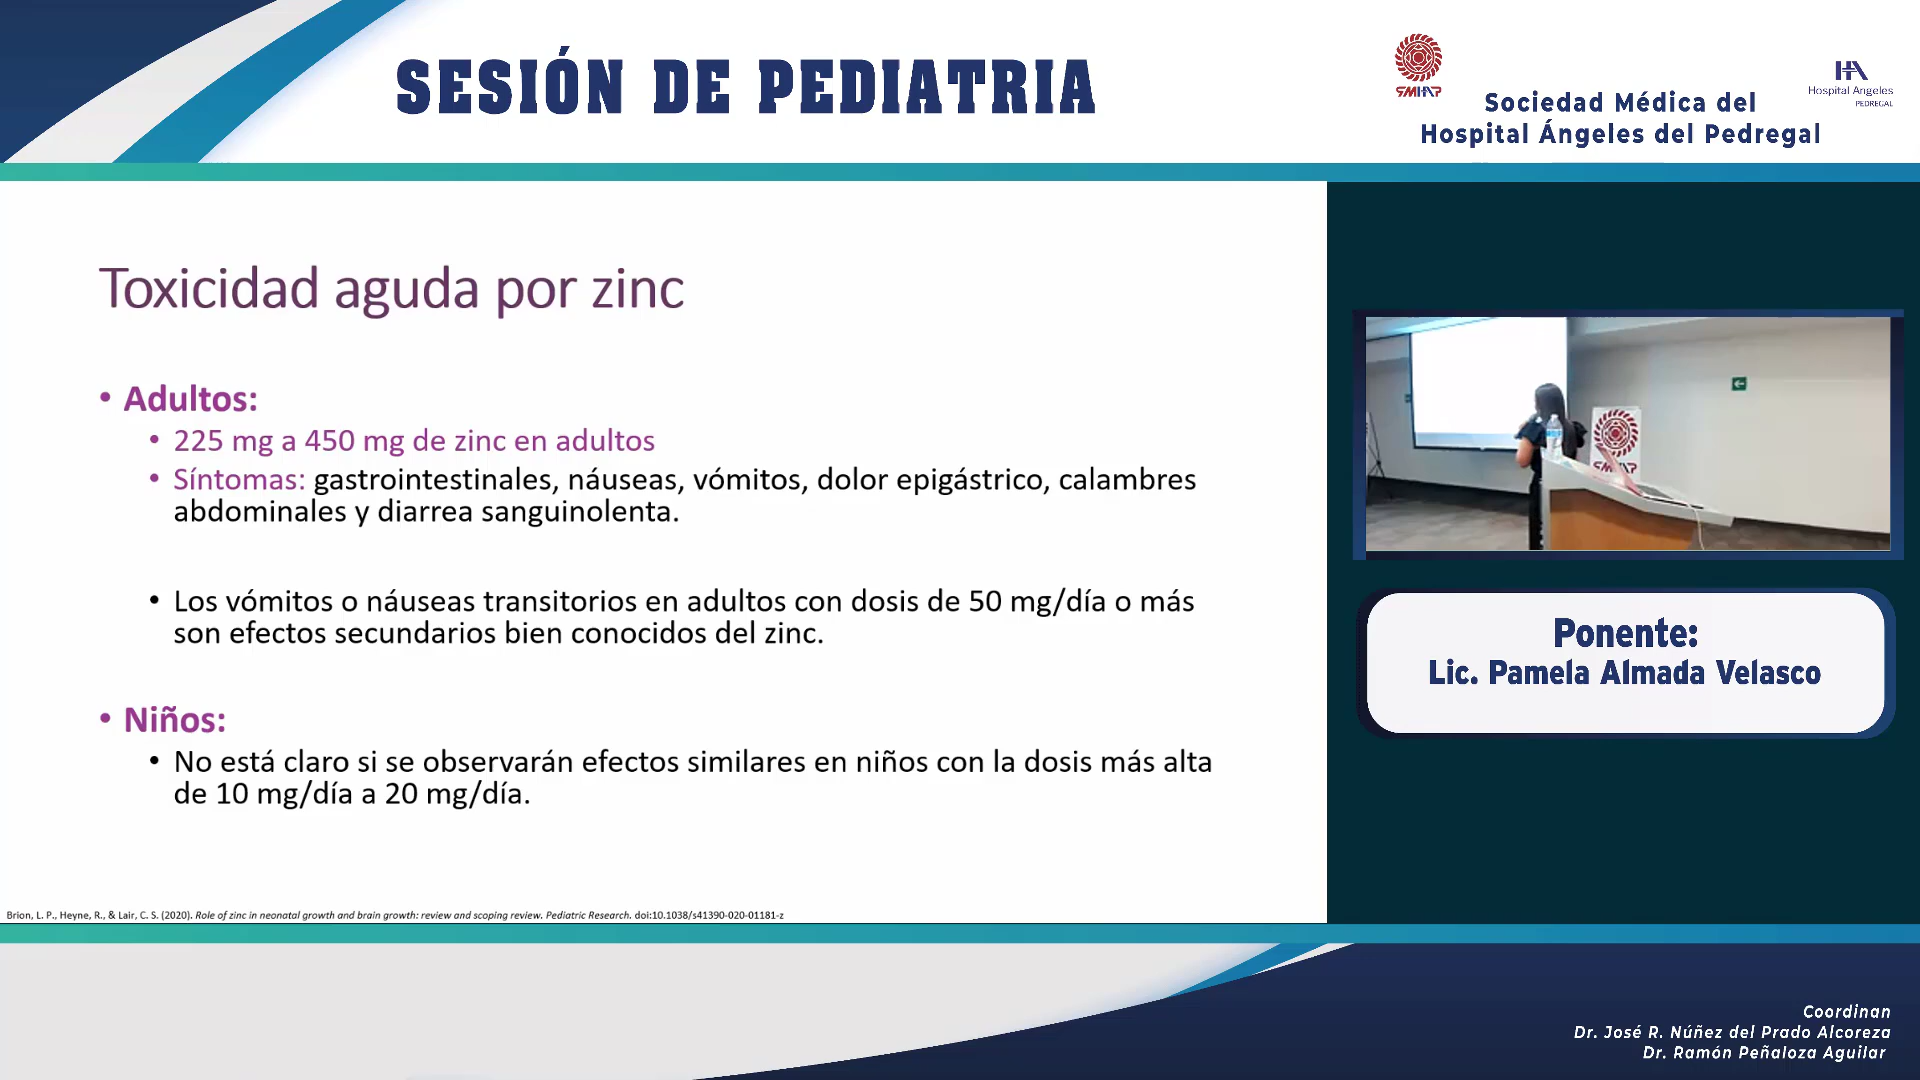 SESIÓN DE PEDIATRIA
SMHAP
Sociedad Médica del
Hospital Ángeles del Pedregal
HA
Hospital Angeles
PEDREGAL
Toxicidad aguda por zinc
• Adultos:
• 225 mg a 450 mg de zinc en adultos
• Síntomas: gastrointestinales, náuseas, vómitos, dolor epigástrico, calambres
abdominales y diarrea sanguinolenta.
• Los vómitos o náuseas transitorios en adultos con dosis de 50 mg/día o más
son efectos secundarios bien conocidos del zinc.
• Niños:
• No está claro si se observarán efectos similares en niños con la dosis más alta
de 10 mg/día a 20 mg/día.
Brion, L. P., Heyne, R., & Lair, C. S. (2020). Role of zinc in neonatal growth and brain growth: review and scoping review. Pediatric Research. doi:10.1038/s41390-020-01181-z
SMHAP
Ponente:
Lic. Pamela Almada Velasco
Coordinan
Dr. José R. Núñez del Prado Alcoreza
Dr. Ramón Peñaloza Aguilar